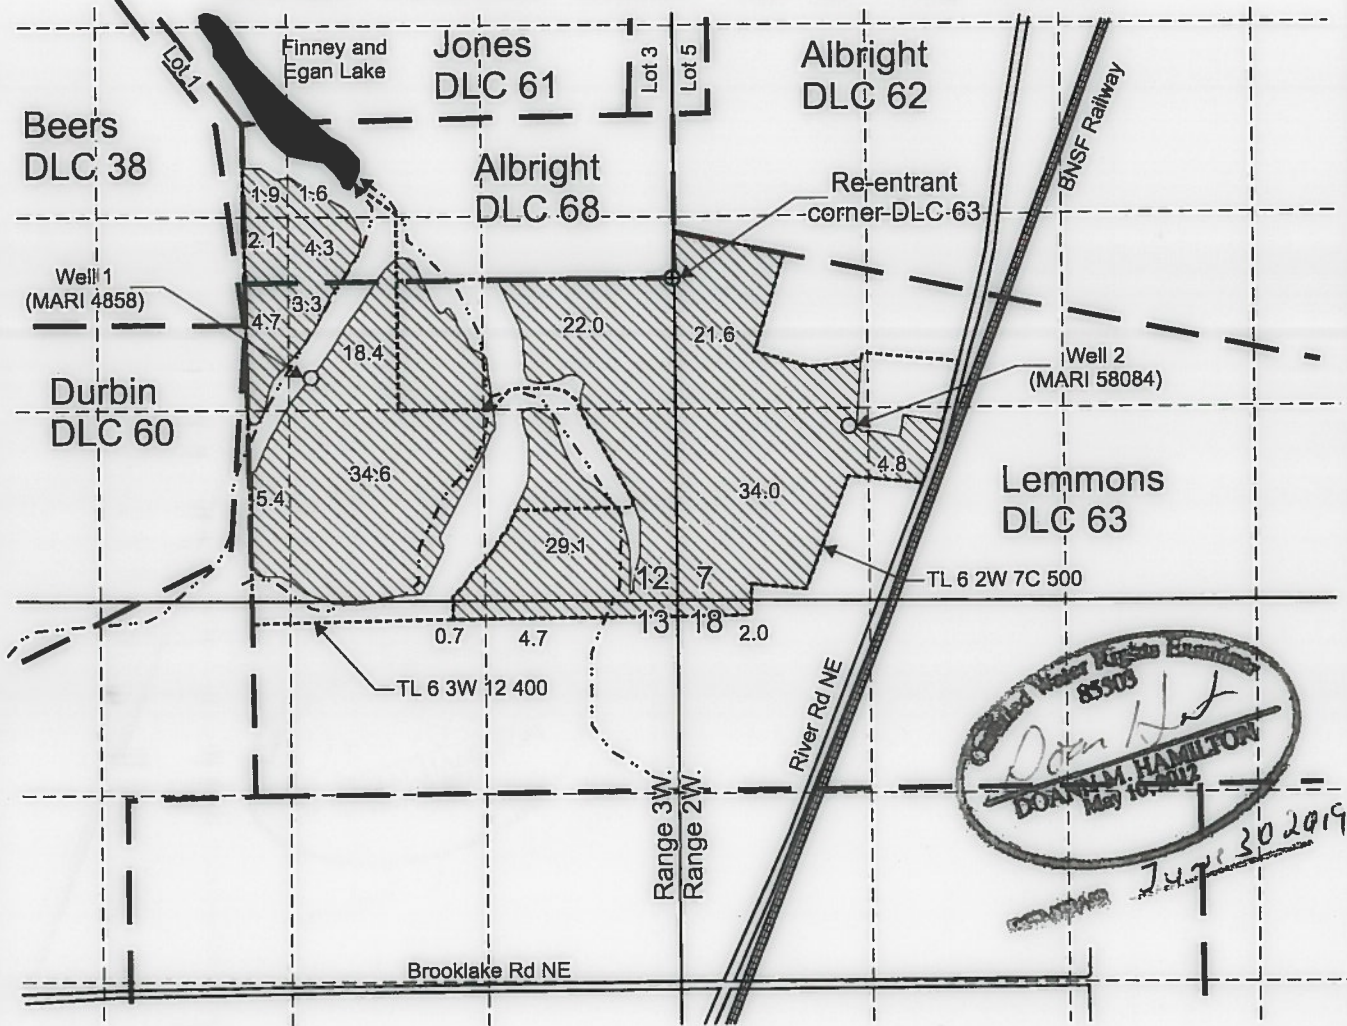 Finney and
Egan Lake
Jones
DLC 61
Lot 1
Lot 3
Lot 5
Albright
DLC 62
BNSF Railway
Beers
DLC 38
Albright
DLC 68
Re-entrant
corner DLC 63
1.9
1.6
2.1
4.3
Well 1
(MARI 4858)
3.3
4.7
18.4
22.0
21.6
Well 2
(MARI 58084)
Durbin
DLC 60
34.6
5.4
34.0
4.8
Lemmons
DLC 63
29.1
12
7
TL 6 2W 7C 500
13
18
0.7
4.7
2.0
TL 6 3W 12 400
River Rd NE
Range 3W
Range 2W
Certified Water Rights Examiner
85503
DOANN M. HAMILTON
May 10, 2012
June 30 2019
Brooklake Rd NE